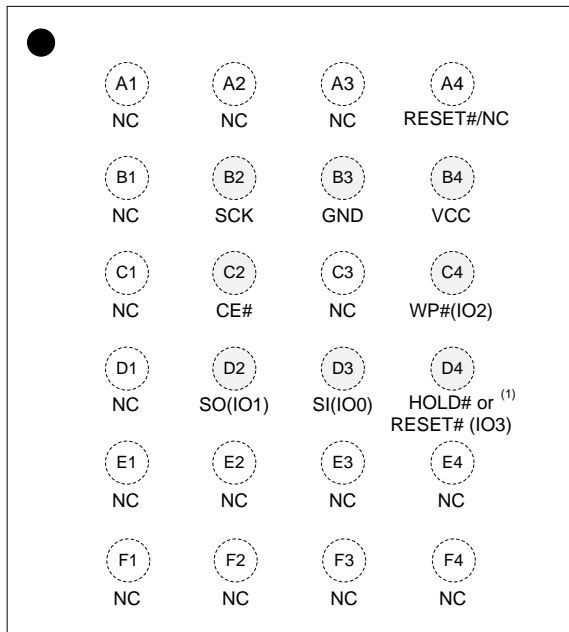 A1 A2 A3 A4
NC NC NC RESET#/NC
B1 B2 B3 B4
NC SCK GND VCC
C1 C2 C3 C4
NC CE# NC WP#(IO2)
D1 D2 D3 D4
NC SO(IO1) SI(IO0) HOLD# or (1)
RESET# (IO3)
E1 E2 E3 E4
NC NC NC NC
F1 F2 F3 F4
NC NC NC NC